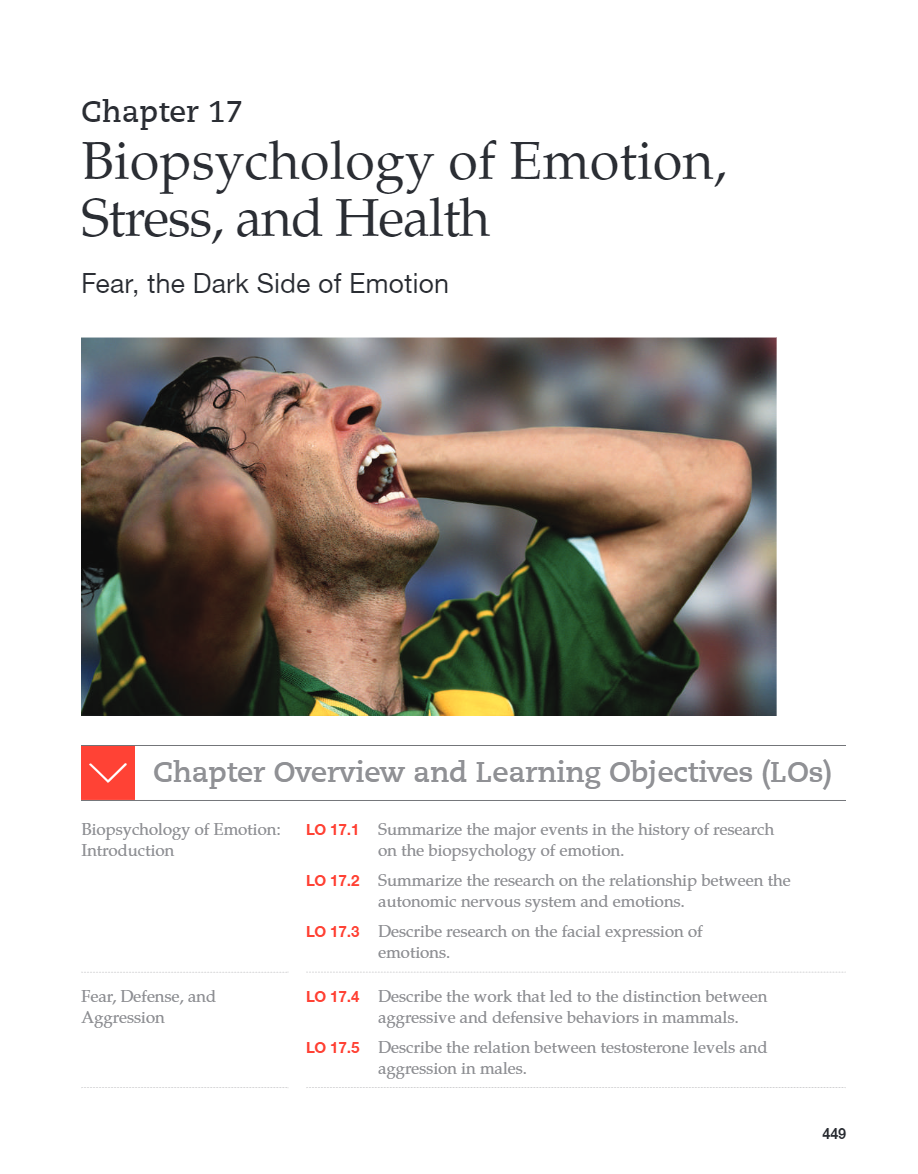 Chapter 17
Biopsychology of Emotion,
Stress, and Health
Fear, the Dark Side of Emotion
Chapter Overview and Learning Objectives (LOs)
Biopsychology of Emotion:
Introduction
LO 17.1 Summarize the major events in the history of research
on the biopsychology of emotion.
LO 17.2 Summarize the research on the relationship between the
autonomic nervous system and emotions.
LO 17.3 Describe research on the facial expression of
emotions.
Fear, Defense, and
Aggression
LO 17.4 Describe the work that led to the distinction between
aggressive and defensive behaviors in mammals.
LO 17.5 Describe the relation between testosterone levels and
aggression in males.
449